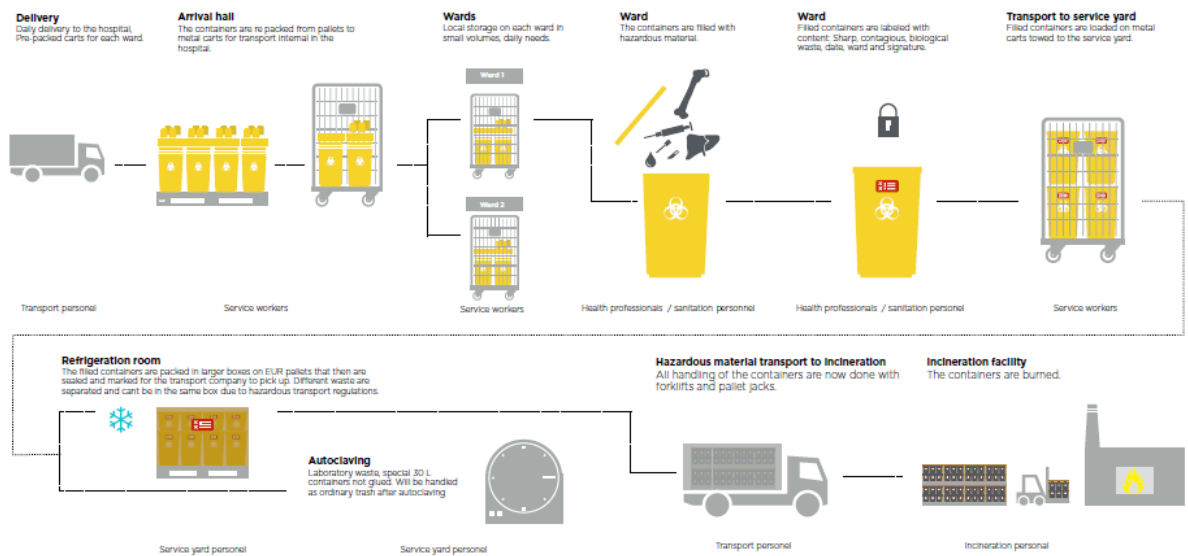 Delivery
Daily delivery to the hospital,
Pre-packed carts for each ward.
Arrival hall
The containers are re packed from pallets to
metal carts for transport internal in the
hospital.
Wards
Local storage on each ward in
small volumes, daily needs.
Ward
The containers are filled with
hazardous material.
Ward
Filled containers are labeled with
content: Sharp, contagious, biological
waste, date, ward and signature.
Transport to service yard
Filled containers are loaded on metal
carts towed to the service yard.
Ward 1
Ward 2
Transport personel
Service workers
Service workers
Health professionals / sanitation personnel
Health professionals / sanitation personel
Service workers
Refrigeration room
The filled containers are packed in larger boxes on EUR pallets that then are
sealed and marked for the transport company to pick up. Different waste are
separated and cant be in the same box due to hazardous transport regulations.
Autoclaving
Laboratory waste, special 30 L
containers not glued. Will be handled
as ordinary trash after autoclaving
Hazardous material transport to incineration
All handling of the containers are now done with
forklifts and pallet jacks.
Incineration facility
The containers are burned.
Service yard personel
Service yard personel
Transport personel
Incineration personal